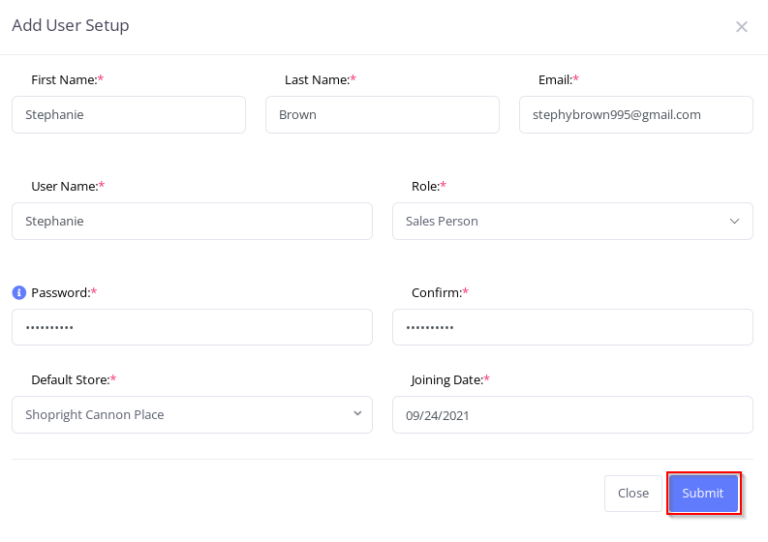 Add User Setup
First Name:* Last Name:* Email:*
Stephanie Brown stephybrown995@gmail.com
User Name:* Role:*
Stephanie Sales Person
Password:* Confirm:*
•••••••••• ••••••••••
Default Store:* Joining Date:*
Shopright Cannon Place 09/24/2021
Close Submit